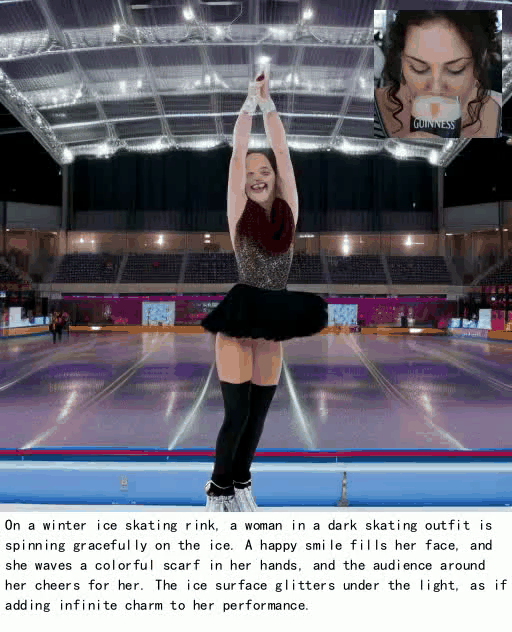 GUINNESS
On a winter ice skating rink, a woman in a dark skating outfit is
spinning gracefully on the ice. A happy smile fills her face, and
she waves a colorful scarf in her hands, and the audience around
her cheers for her. The ice surface glitters under the light, as if
adding infinite charm to her performance.